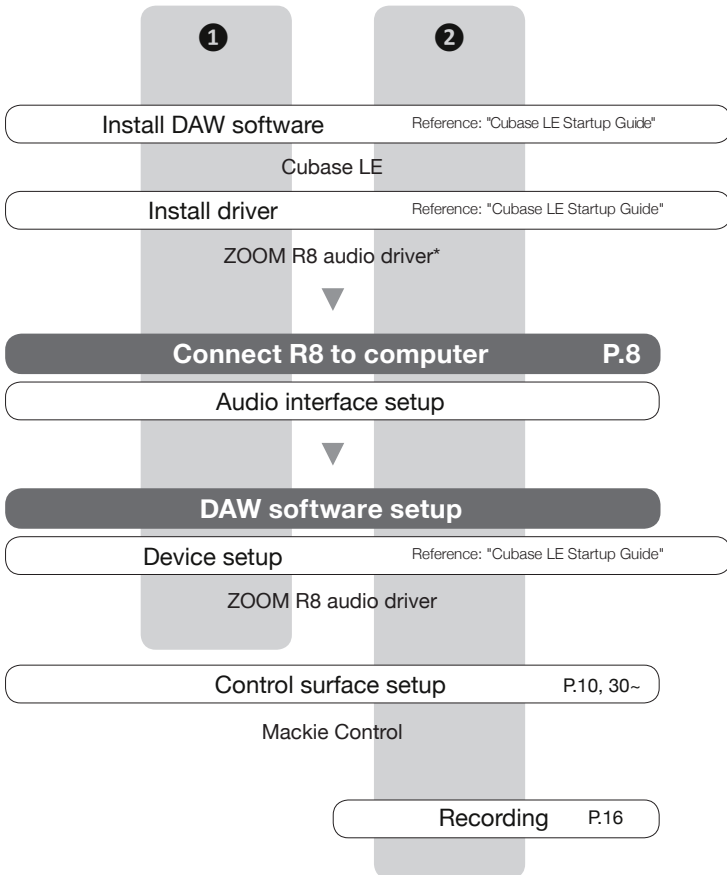 ❶ ❷
Install DAW software Reference: "Cubase LE Startup Guide"
Cubase LE
Install driver Reference: "Cubase LE Startup Guide"
ZOOM R8 audio driver*
Connect R8 to computer P.8
Audio interface setup
DAW software setup
Device setup Reference: "Cubase LE Startup Guide"
ZOOM R8 audio driver
Control surface setup P.10, 30~
Mackie Control
Recording P.16